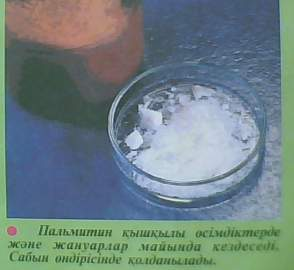 Пальмитин қышқылы өсімдіктерде
және жануарлар майында кездеседі.
Сабын өндірісінде қолданылады.